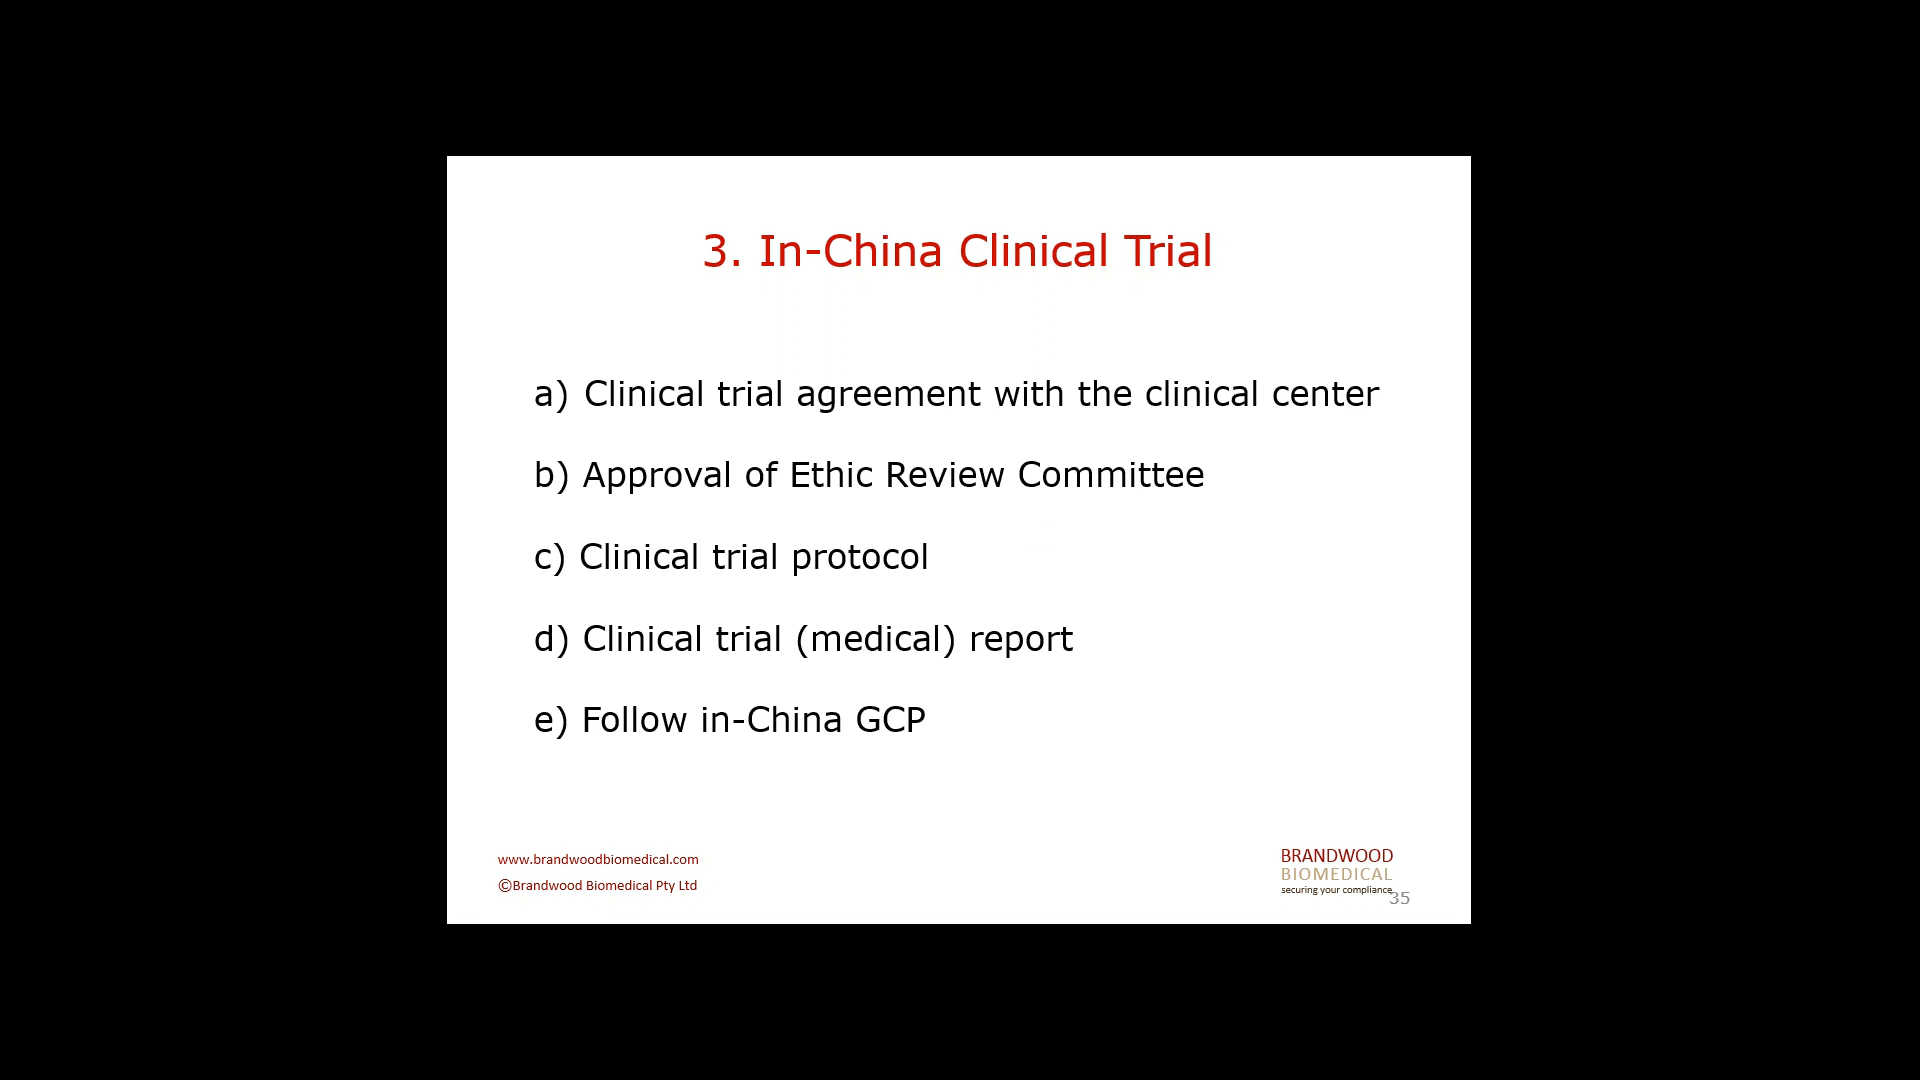 3. In-China Clinical Trial
a) Clinical trial agreement with the clinical center
b) Approval of Ethic Review Committee
c) Clinical trial protocol
d) Clinical trial (medical) report
e) Follow in-China GCP
www.brandwoodbiomedical.com
©Brandwood Biomedical Pty Ltd
BRANDWOOD
BIOMEDICAL
securing your compliance
35